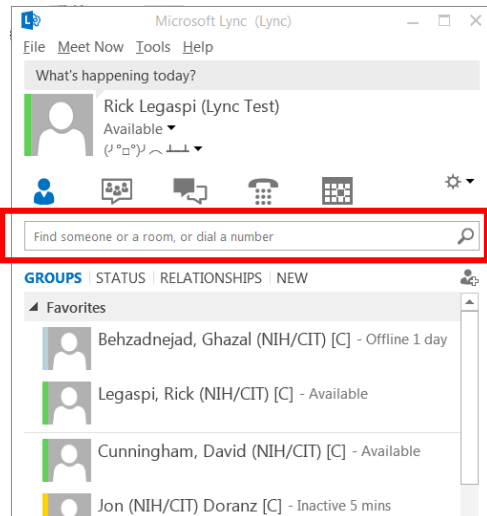 Microsoft Lync (Lync)
File Meet Now Tools Help
What's happening today?
Rick Legaspi (Lync Test)
Available
(╯°□°)╯︵ ┻━┻
Find someone or a room, or dial a number
GROUPS STATUS RELATIONSHIPS NEW
Favorites
Behzadnejad, Ghazal (NIH/CIT) [C] - Offline 1 day
Legaspi, Rick (NIH/CIT) [C] - Available
Cunningham, David (NIH/CIT) [C] - Available
Jon (NIH/CIT) Doranz [C] - Inactive 5 mins